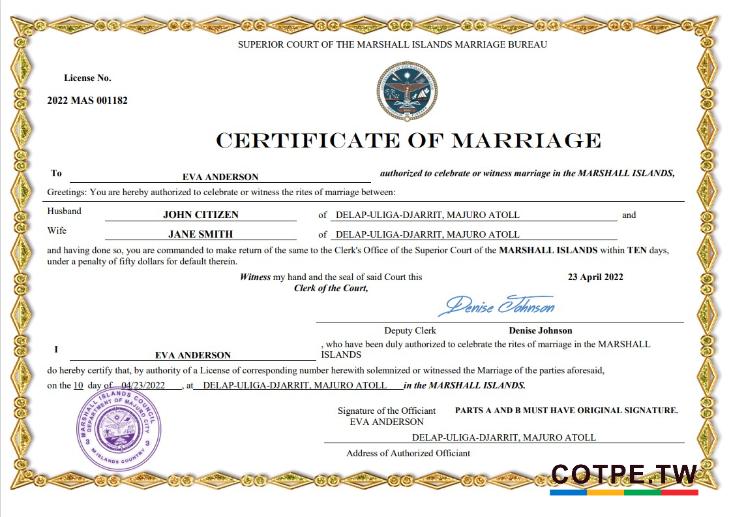 SUPERIOR COURT OF THE MARSHALL ISLANDS MARRIAGE BUREAU
License No.
2022 MAS 001182
CERTIFICATE OF MARRIAGE
To EVA ANDERSON authorized to celebrate or witness marriage in the MARSHALL ISLANDS,
Greetings: You are hereby authorized to celebrate or witness the rites of marriage between:
Husband JOHN CITIZEN of DELAP-ULIGA-DJARRIT, MAJURO ATOLL and
Wife JANE SMITH of DELAP-ULIGA-DJARRIT, MAJURO ATOLL
and having done so, you are commanded to make return of the same to the Clerk's Office of the Superior Court of the MARSHALL ISLANDS within TEN days,
under a penalty of fifty dollars for default therein.
Witness my hand and the seal of said Court this 23 April 2022
Clerk of the Court,
Denise Johnson
Deputy Clerk Denise Johnson
I EVA ANDERSON , who have been duly authorized to celebrate the rites of marriage in the MARSHALL
ISLANDS
do hereby certify that, by authority of a License of corresponding number herewith solemnized or witnessed the Marriage of the parties aforesaid,
on the 10 day of 04/23/2022 , at DELAP-ULIGA-DJARRIT, MAJURO ATOLL in the MARSHALL ISLANDS.
MARSHALL ISLANDS COUNCIL
DEPARTMENT OF MAJURO CITY
3 3
M ISLANDS COUNTRY
Signature of the Officiant PARTS A AND B MUST HAVE ORIGINAL SIGNATURE.
EVA ANDERSON
DELAP-ULIGA-DJARRIT, MAJURO ATOLL
Address of Authorized Officiant
COTPE.TW